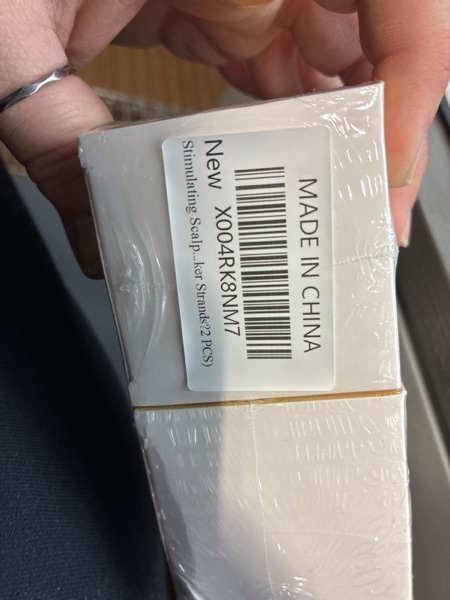 MADE IN CHINA
X004RK8NM7
New
Stimulating Scalp...ker Strands?2 PCS)